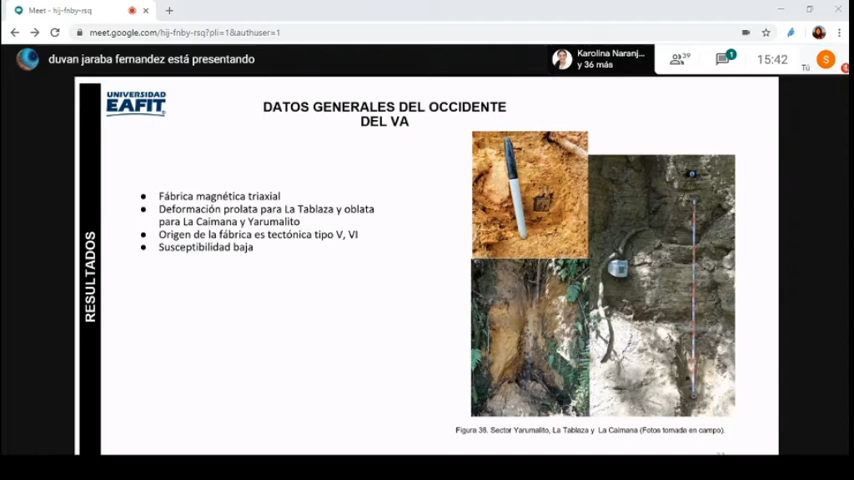 Meet - hij-fnby-rsq
meet.google.com/hij-fnby-rsq?pli=1&authuser=1
duvan jaraba fernandez está presentando
Karolina Naranj...
y 36 más
39
1
15:42
Tú
S
UNIVERSIDAD
EAFIT
DATOS GENERALES DEL OCCIDENTE
DEL VA
RESULTADOS
● Fábrica magnética triaxial
● Deformación prolata para La Tablaza y oblata
para La Caimana y Yarumalito
● Origen de la fábrica es tectónica tipo V, VI
● Susceptibilidad baja
Figura 36. Sector Yarumalito, La Tablaza y La Caimana (Fotos tomada en campo).